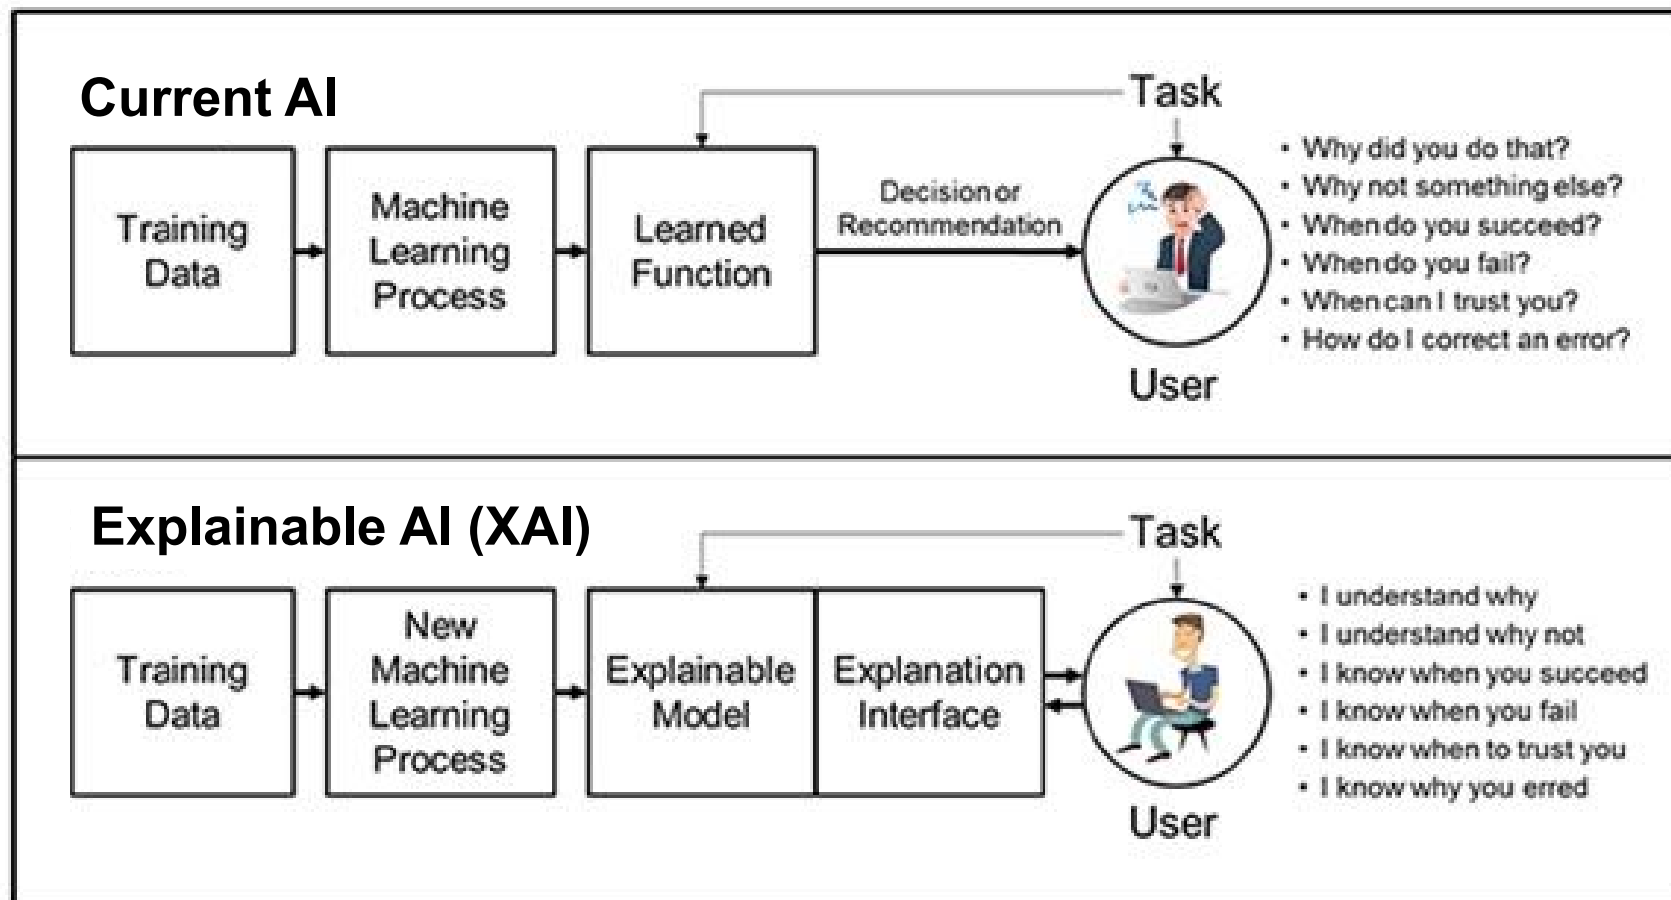 Current AI
Task
Training
Data
Machine
Learning
Process
Learned
Function
Decision or
Recommendation
User
• Why did you do that?
• Why not something else?
• When do you succeed?
• When do you fail?
• When can I trust you?
• How do I correct an error?
Explainable AI (XAI)
Task
Training
Data
New
Machine
Learning
Process
Explainable
Model
Explanation
Interface
User
• I understand why
• I understand why not
• I know when you succeed
• I know when you fail
• I know when to trust you
• I know why you erred